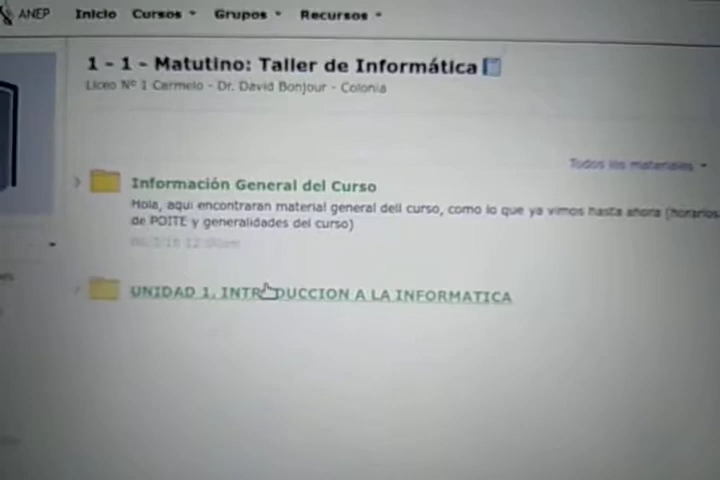 ANEP Inicio Cursos Grupos Recursos
1 - 1 - Matutino: Taller de Informática
Liceo Nº 1 Carmelo - Dr. David Bonjour - Colonia
Todos los materiales
Información General del Curso
Hola, aqui encontraran material general dell curso, como lo que ya vimos hasta ahora (horarios
de POITE y generalidades del curso)
UNIDAD 1. INTRODUCCION A LA INFORMATICA